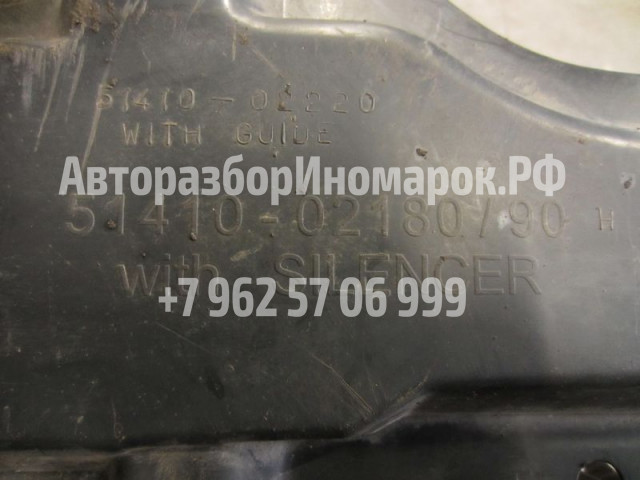 51410-02220
WITH GUIDE
АвторазборИномарок.РФ
51410-02180/90 H
with SILENCER
+7 962 57 06 999